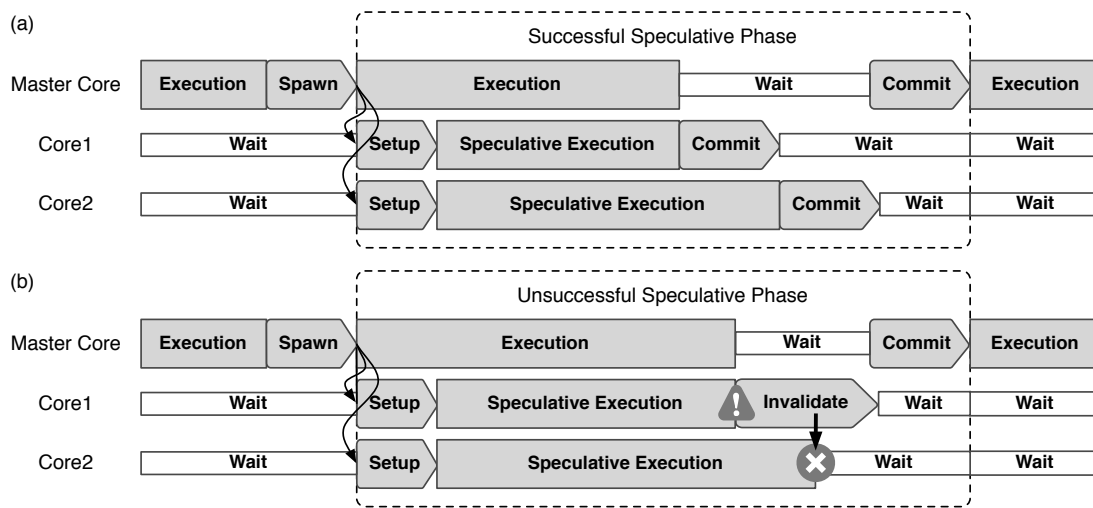 (a)
Successful Speculative Phase
Master Core Execution Spawn Execution Wait Commit Execution
Core1 Wait Setup Speculative Execution Commit Wait Wait
Core2 Wait Setup Speculative Execution Commit Wait Wait
(b)
Unsuccessful Speculative Phase
Master Core Execution Spawn Execution Wait Commit Execution
Core1 Wait Setup Speculative Execution ! Invalidate Wait Wait
Core2 Wait Setup Speculative Execution Wait Wait